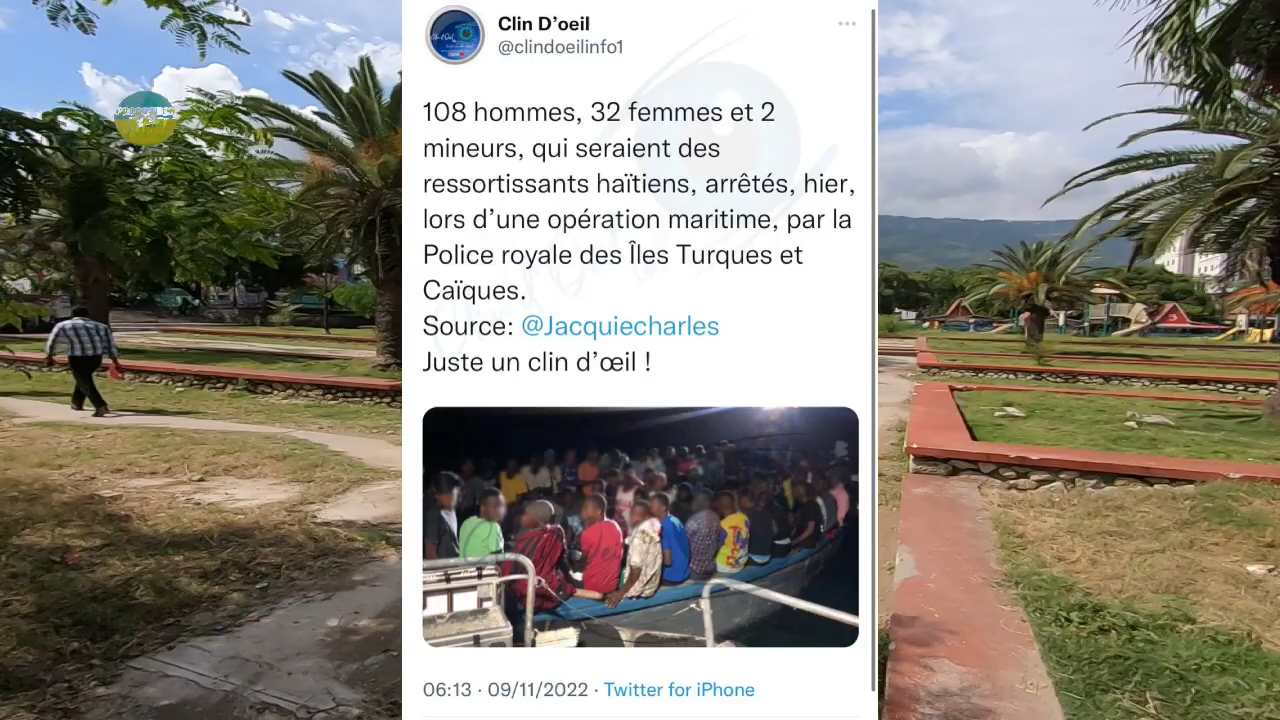 Clin D’oeil
@clindoeilinfo1
108 hommes, 32 femmes et 2
mineurs, qui seraient des
ressortissants haïtiens, arrêtés, hier,
lors d’une opération maritime, par la
Police royale des Îles Turques et
Caïques.
Source: @Jacquiecharles
Juste un clin d’œil !
06:13 · 09/11/2022 · Twitter for iPhone